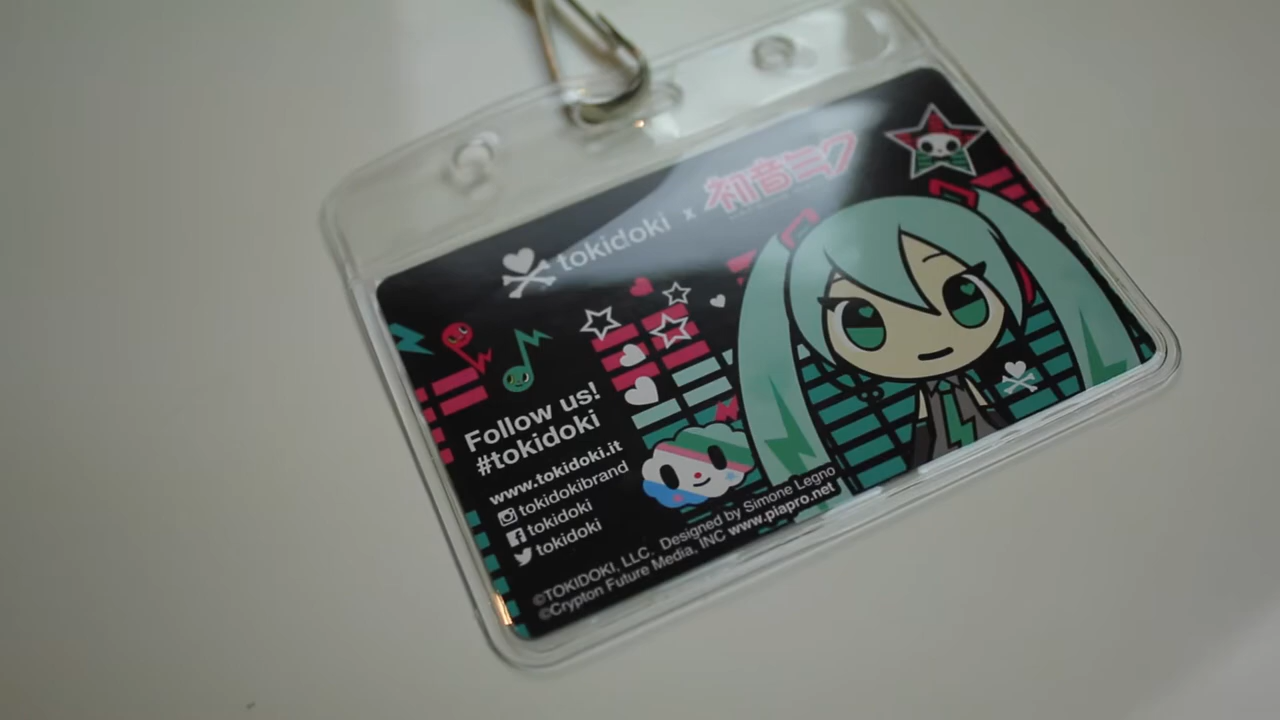 tokidoki x 初音ミク
Follow us!
#tokidoki
www.tokidoki.it
tokidokibrand
tokidoki
tokidoki
©TOKIDOKI, LLC. Designed by Simone Legno
©Crypton Future Media, INC www.piapro.net